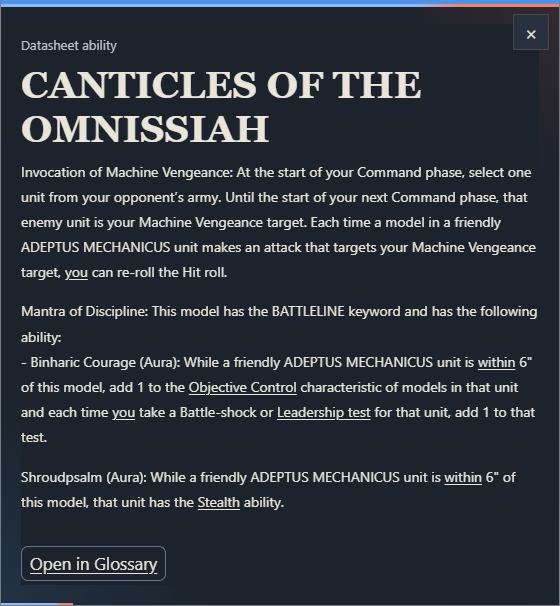 ×
Datasheet ability
CANTICLES OF THE
OMNISSIAH
Invocation of Machine Vengeance: At the start of your Command phase, select one
unit from your opponent’s army. Until the start of your next Command phase, that
enemy unit is your Machine Vengeance target. Each time a model in a friendly
ADEPTUS MECHANICUS unit makes an attack that targets your Machine Vengeance
target, you can re-roll the Hit roll.
Mantra of Discipline: This model has the BATTLELINE keyword and has the following
ability:
- Binharic Courage (Aura): While a friendly ADEPTUS MECHANICUS unit is within 6"
of this model, add 1 to the Objective Control characteristic of models in that unit
and each time you take a Battle-shock or Leadership test for that unit, add 1 to that
test.
Shroudpsalm (Aura): While a friendly ADEPTUS MECHANICUS unit is within 6" of
this model, that unit has the Stealth ability.
Open in Glossary